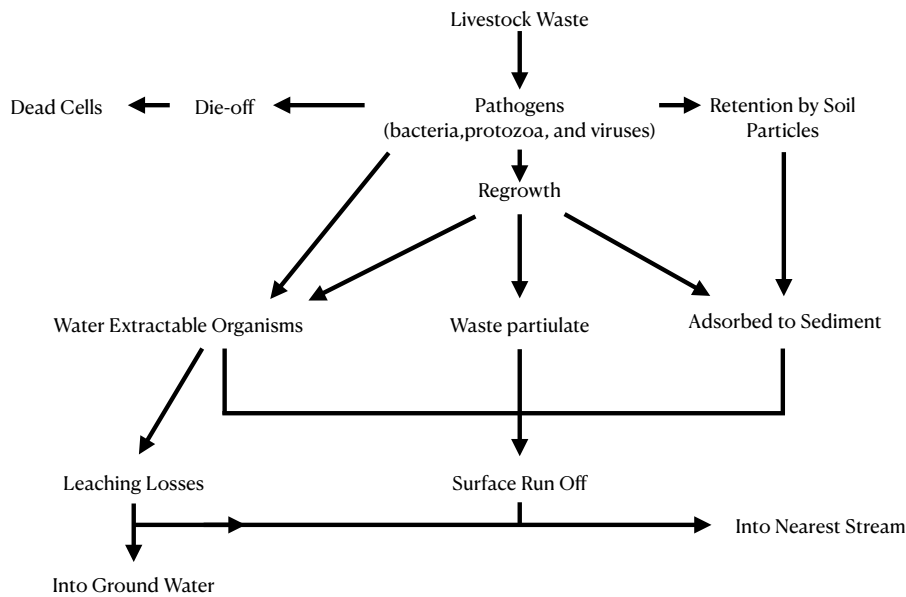 Livestock Waste
Dead Cells
Die-off
Pathogens
(bacteria,protozoa, and viruses)
Retention by Soil
Particles
Regrowth
Water Extractable Organisms
Waste partiulate
Adsorbed to Sediment
Leaching Losses
Surface Run Off
Into Nearest Stream
Into Ground Water